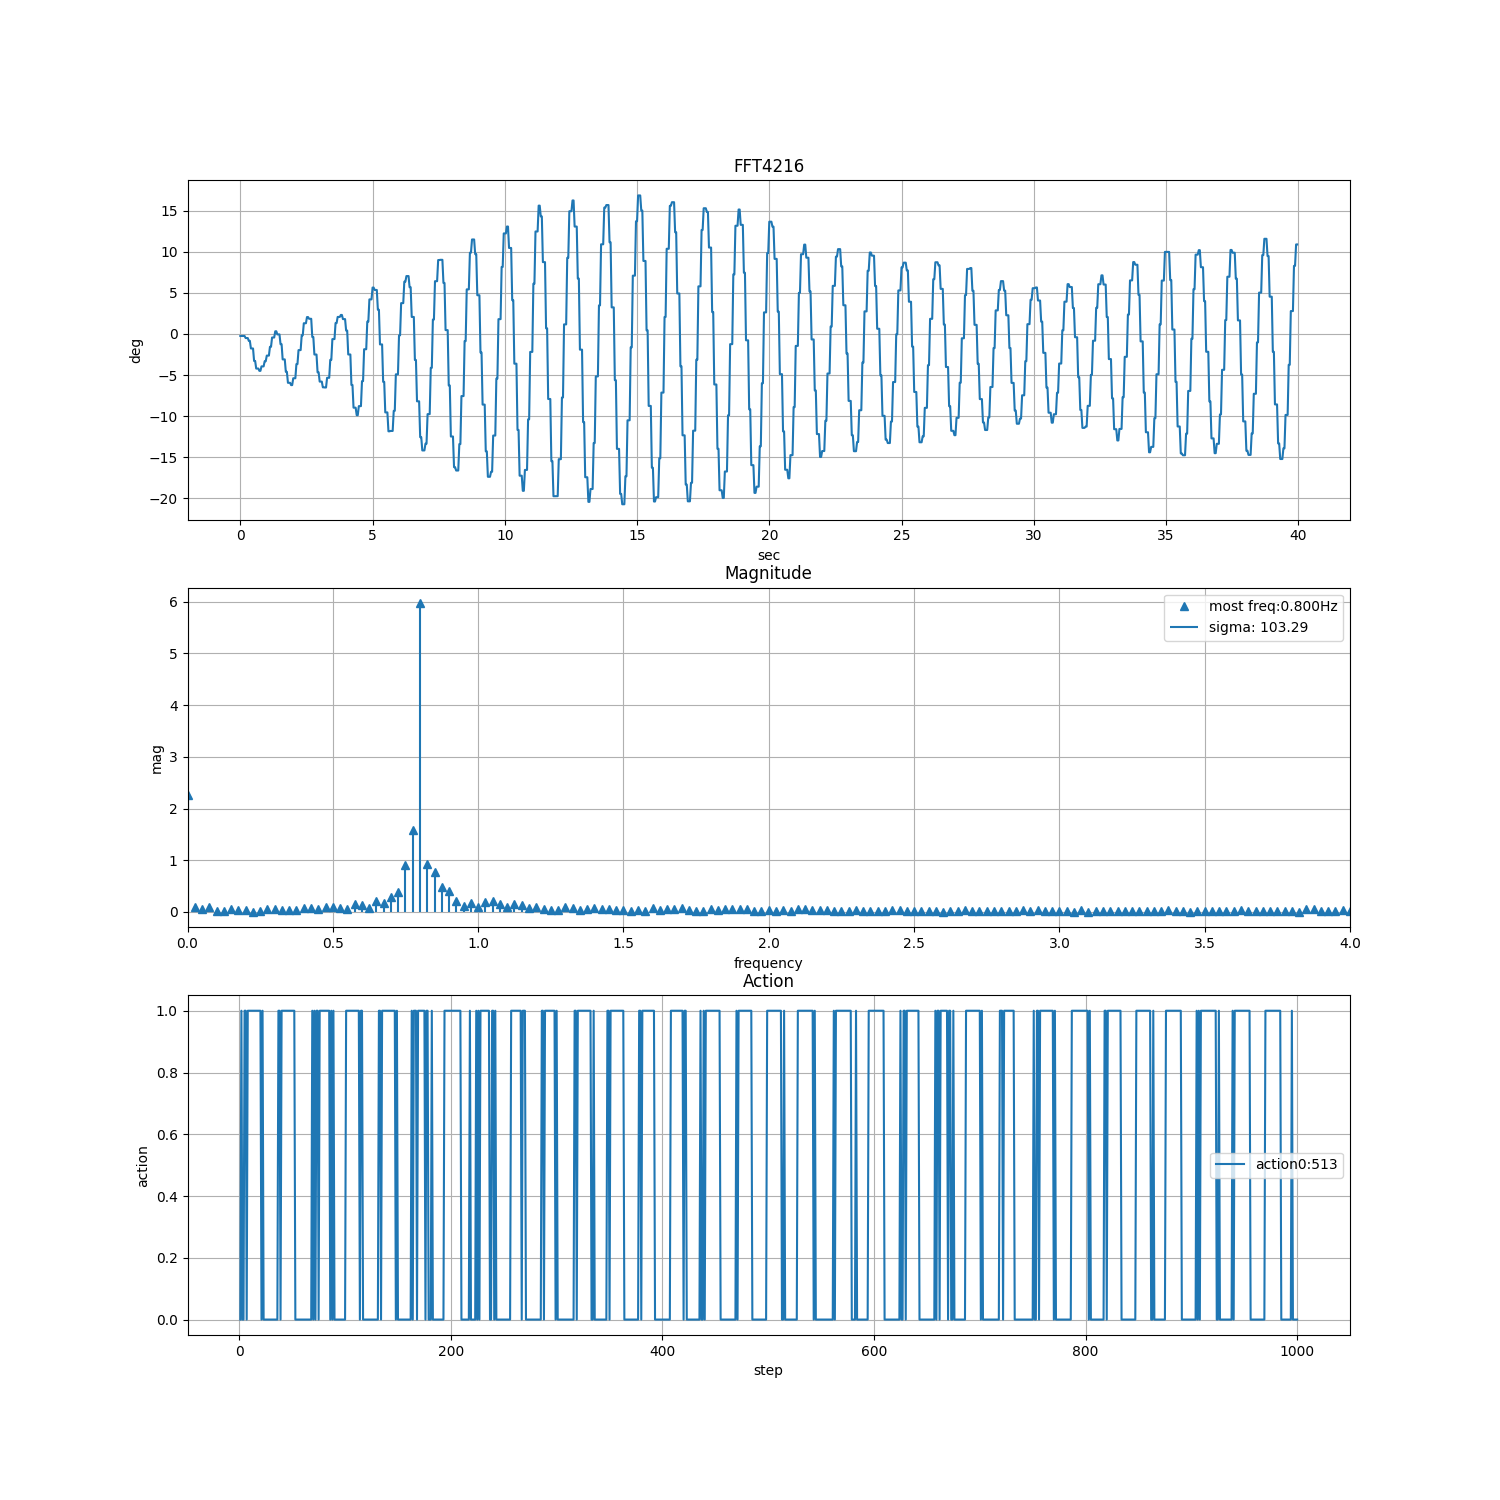 FFT4216
15
10
5
0
−5
−10
−15
−20
deg
0 5 10 15 20 25 30 35 40
sec
Magnitude
6
5
4
3
2
1
0
mag
most freq:0.800Hz
sigma: 103.29
0.0 0.5 1.0 1.5 2.0 2.5 3.0 3.5 4.0
frequency
Action
1.0
0.8
0.6
0.4
0.2
0.0
action
action0:513
0 200 400 600 800 1000
step